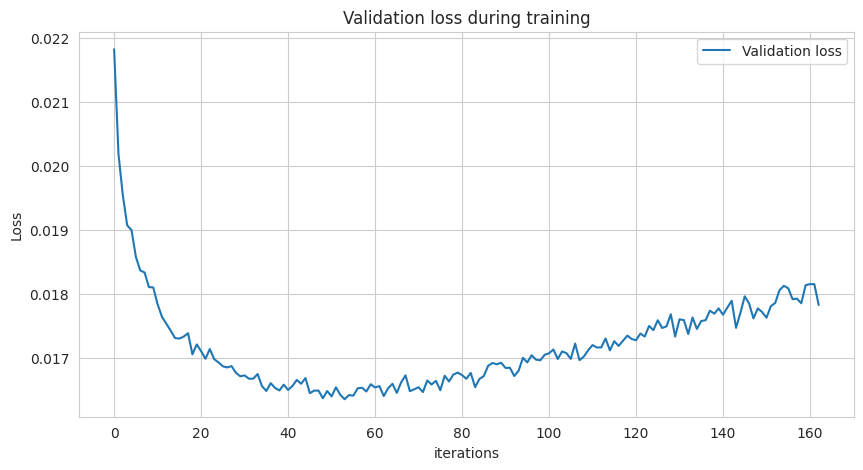 Validation loss during training
Validation loss
0.022
0.021
0.020
0.019
0.018
0.017
Loss
0 20 40 60 80 100 120 140 160
iterations